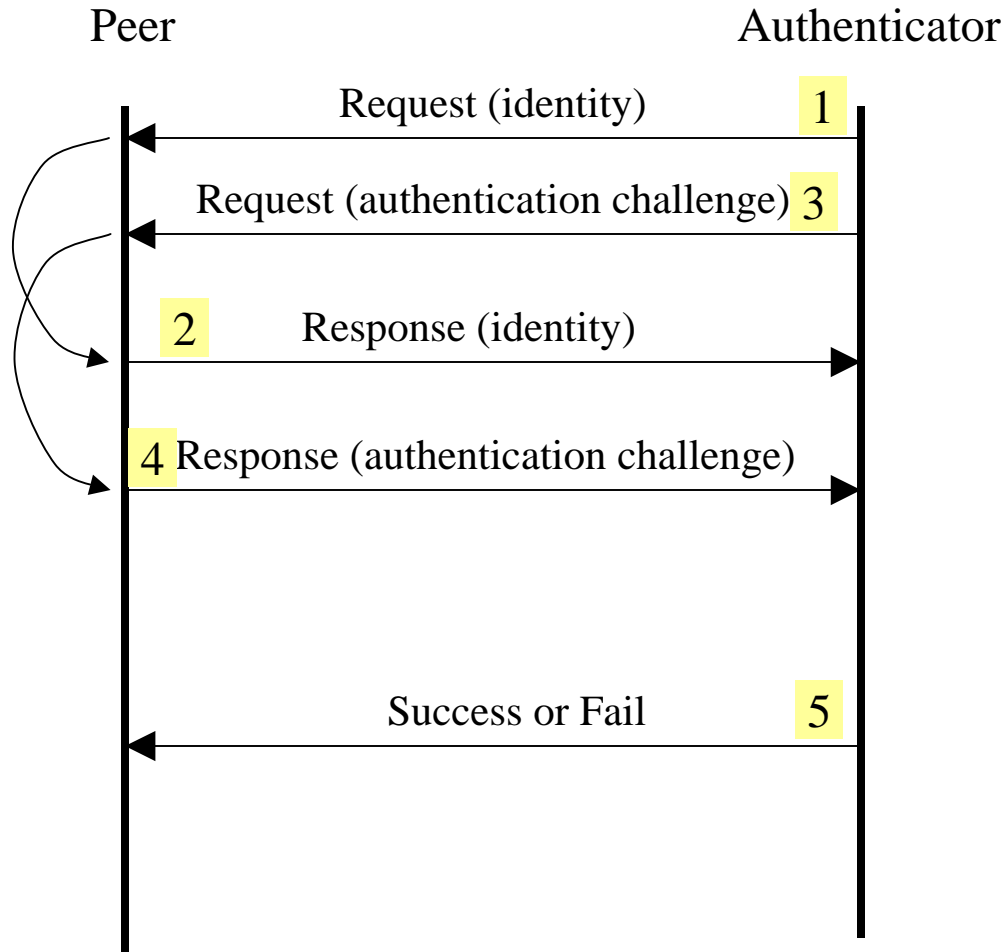 Peer Authenticator
Request (identity) 1
Request (authentication challenge) 3
2 Response (identity)
4 Response (authentication challenge)
Success or Fail 5